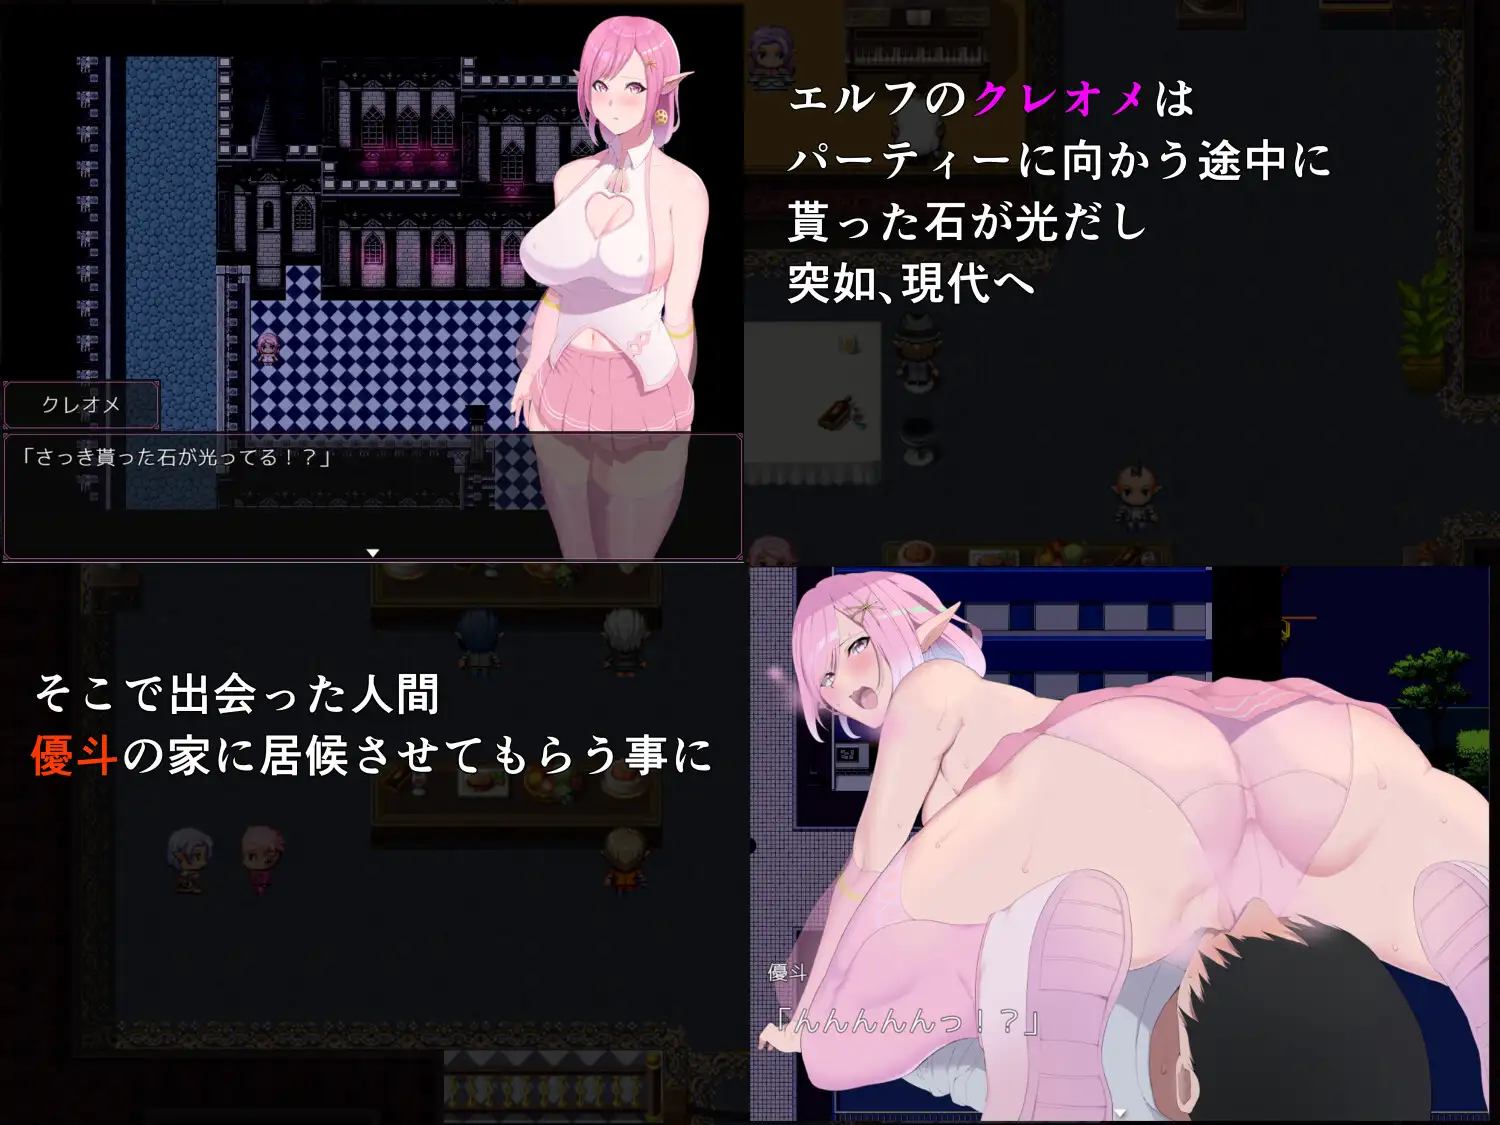 エルフのクレオメは
パーティーに向かう途中に
貰った石が光だし
突如、現代へ
クレオメ
「さっき貰った石が光ってる！？」
そこで出会った人間
優斗の家に居候させてもらう事に
優斗
「んんんんんっ！？」